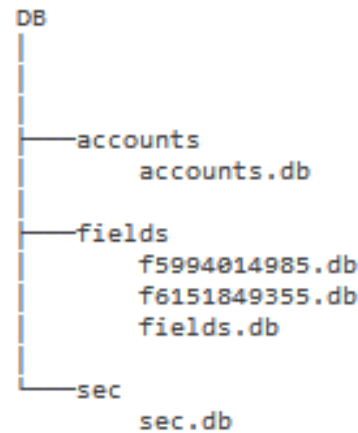 DB
accounts
accounts.db
fields
f5994014985.db
f6151849355.db
fields.db
sec
sec.db